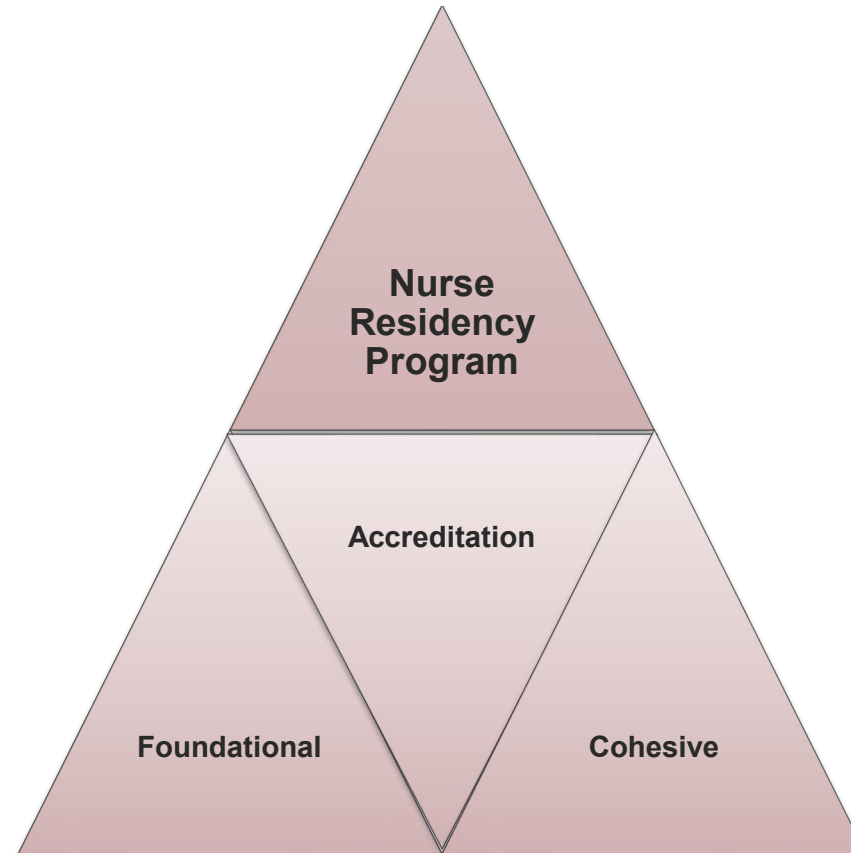 Nurse
Residency
Program
Accreditation
Foundational
Cohesive